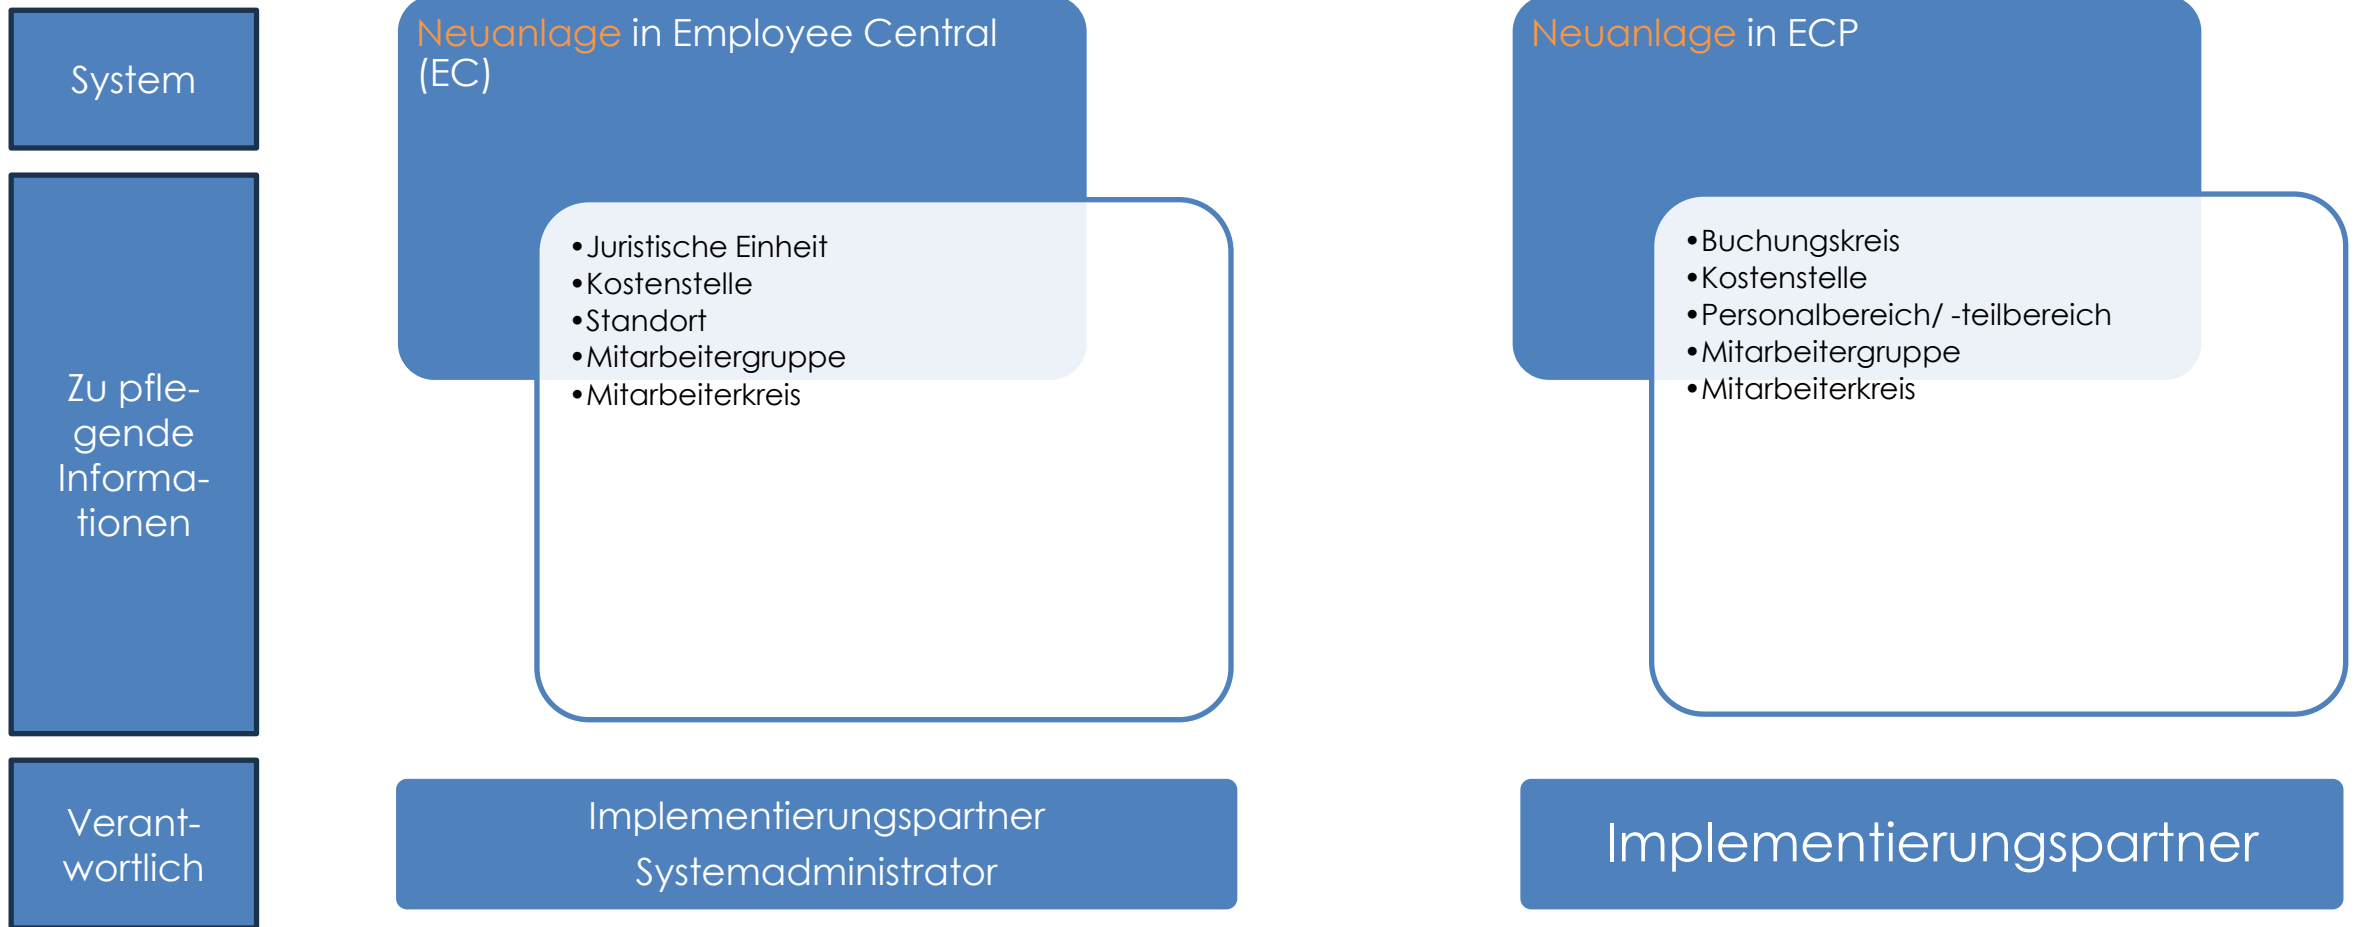 System
Neuanlage in Employee Central
(EC)
Neuanlage in ECP
Zu pfle-
gende
Informa-
tionen
•Juristische Einheit
•Kostenstelle
•Standort
•Mitarbeitergruppe
•Mitarbeiterkreis
•Buchungskreis
•Kostenstelle
•Personalbereich/ -teilbereich
•Mitarbeitergruppe
•Mitarbeiterkreis
Verant-
wortlich
Implementierungspartner
Systemadministrator
Implementierungspartner